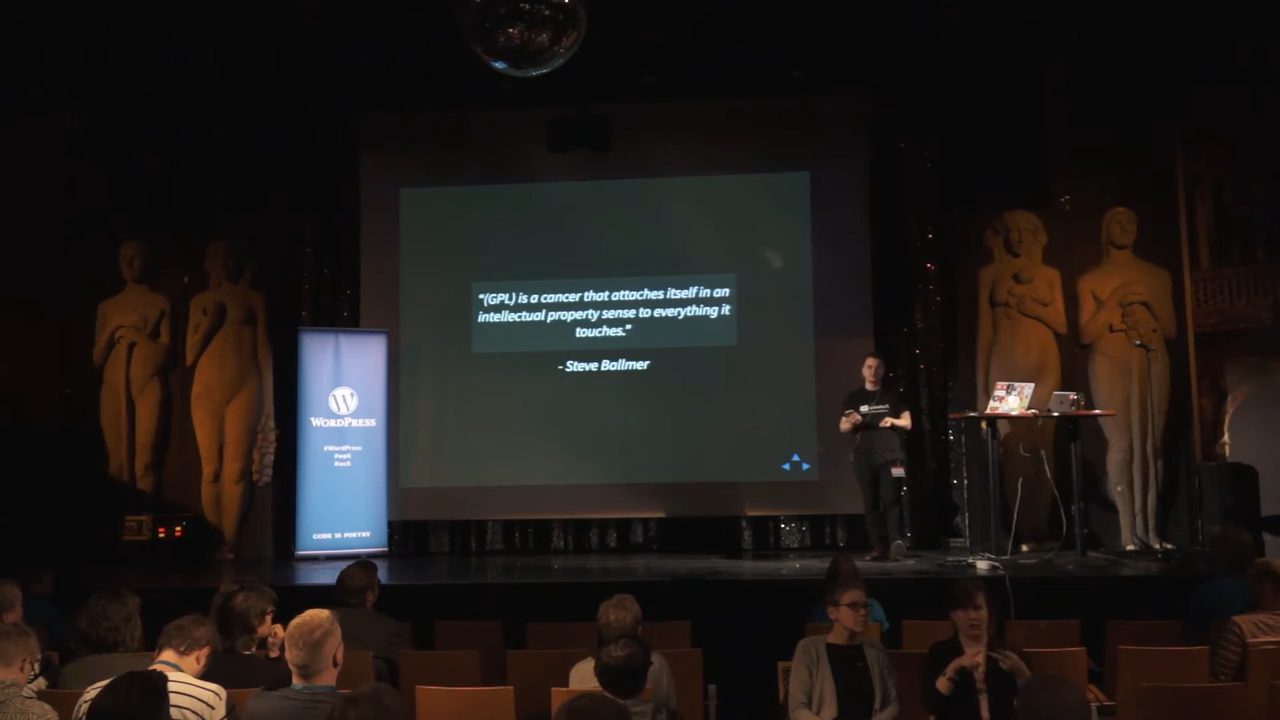 "(GPL) is a cancer that attaches itself in an
intellectual property sense to everything it
touches."
- Steve Ballmer
WORDPRESS
#WordPress
CODE IS POETRY